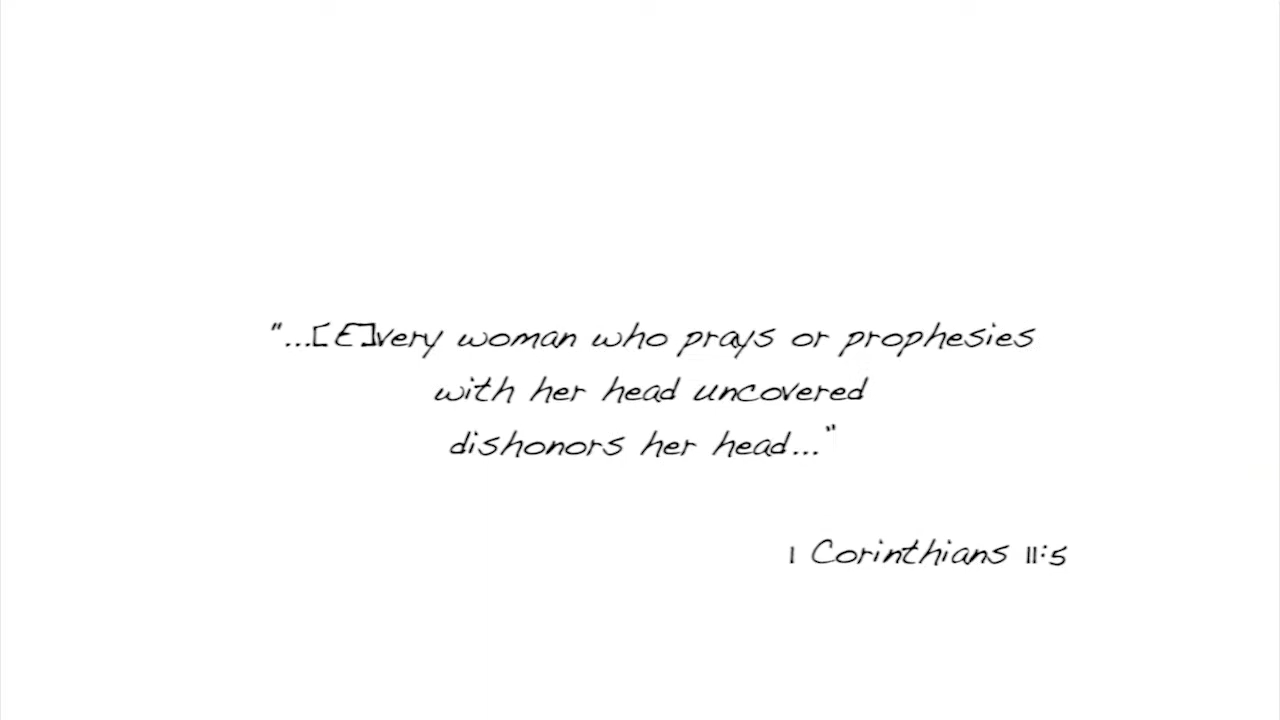 "...[E]very woman who prays or prophesies
with her head uncovered
dishonors her head..."
1 Corinthians 11:5